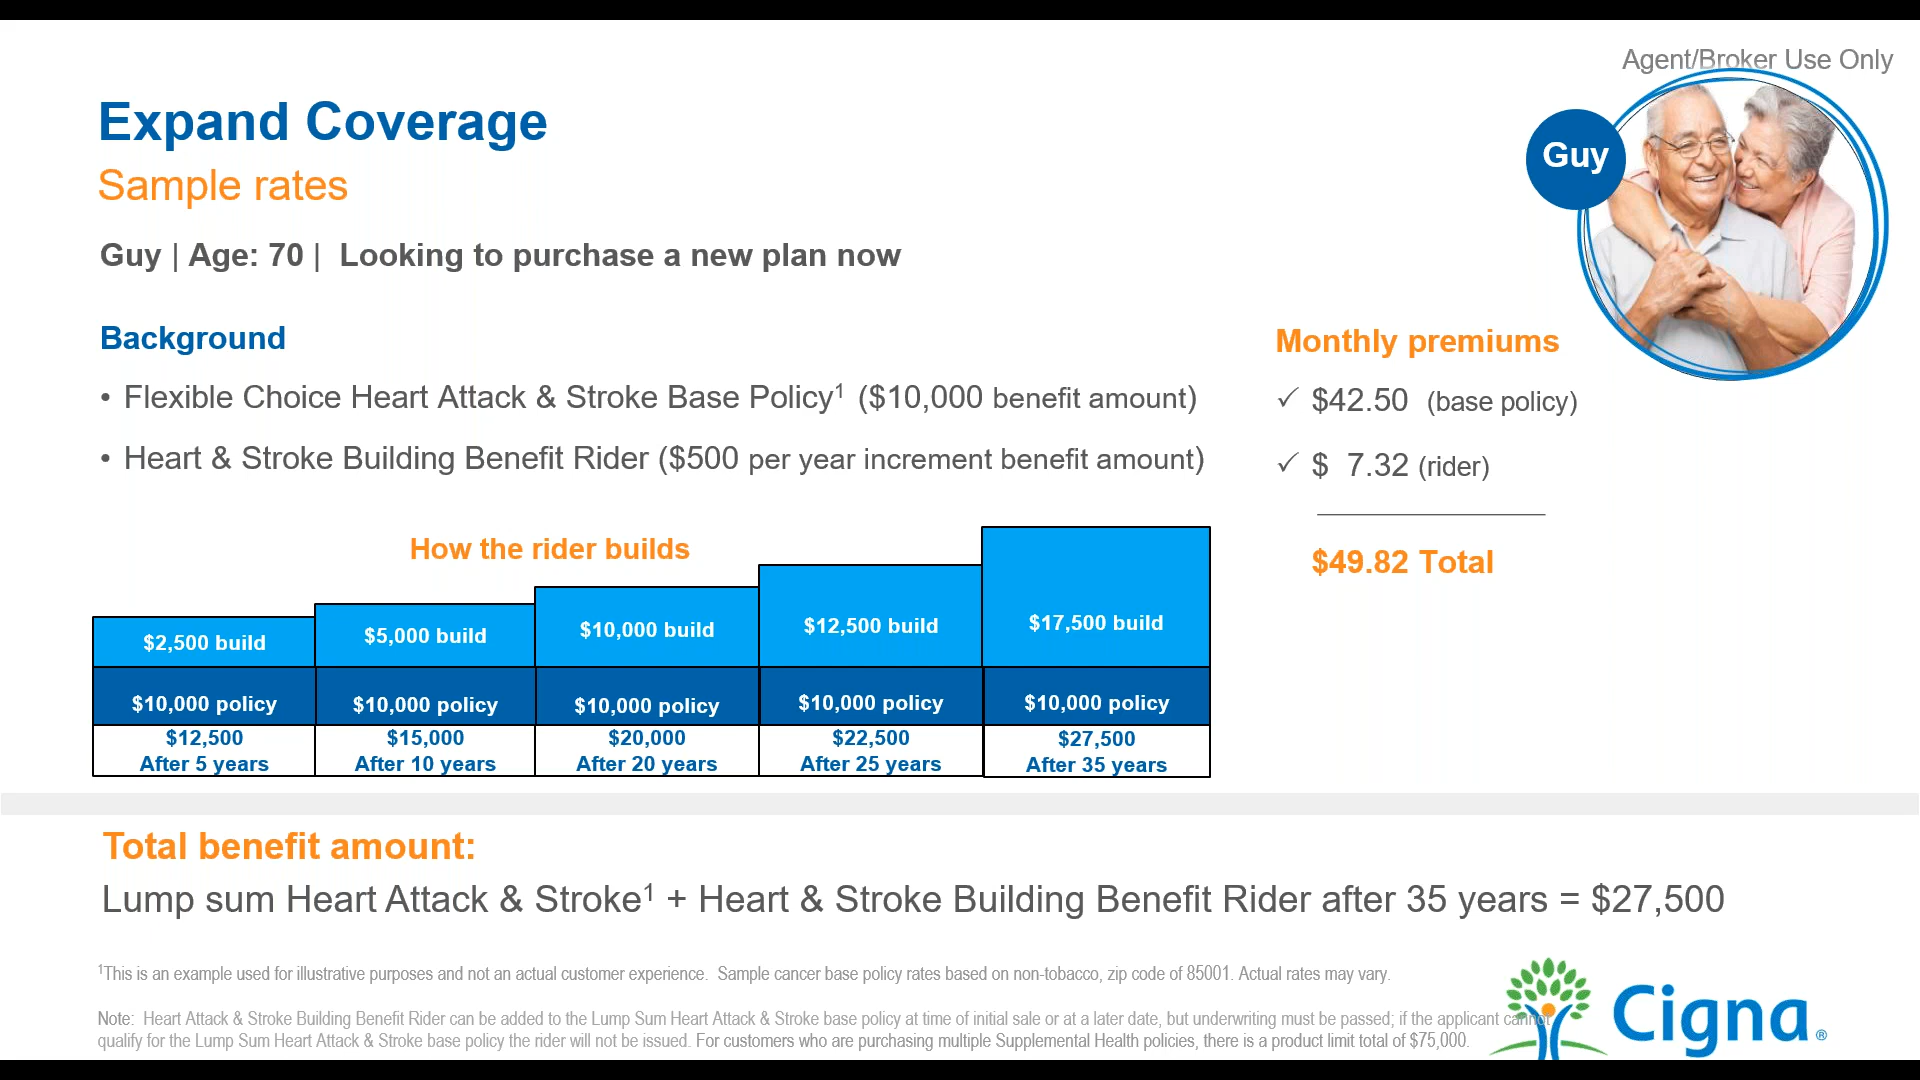 Agent/Broker Use Only
Expand Coverage
Guy
Sample rates
Guy | Age: 70 | Looking to purchase a new plan now
Background
• Flexible Choice Heart Attack & Stroke Base Policy¹ ($10,000 benefit amount)
• Heart & Stroke Building Benefit Rider ($500 per year increment benefit amount)
Monthly premiums
✓ $42.50 (base policy)
✓ $ 7.32 (rider)
$49.82 Total
How the rider builds
$2,500 build
$5,000 build
$10,000 build
$12,500 build
$17,500 build
$10,000 policy
$10,000 policy
$10,000 policy
$10,000 policy
$10,000 policy
$12,500
After 5 years
$15,000
After 10 years
$20,000
After 20 years
$22,500
After 25 years
$27,500
After 35 years
Total benefit amount:
Lump sum Heart Attack & Stroke¹ + Heart & Stroke Building Benefit Rider after 35 years = $27,500
¹This is an example used for illustrative purposes and not an actual customer experience. Sample cancer base policy rates based on non-tobacco, zip code of 85001. Actual rates may vary.
Note: Heart Attack & Stroke Building Benefit Rider can be added to the Lump Sum Heart Attack & Stroke base policy at time of initial sale or at a later date, but underwriting must be passed; if the applicant cannot
qualify for the Lump Sum Heart Attack & Stroke base policy the rider will not be issued. For customers who are purchasing multiple Supplemental Health policies, there is a product limit total of $75,000.
Cigna®